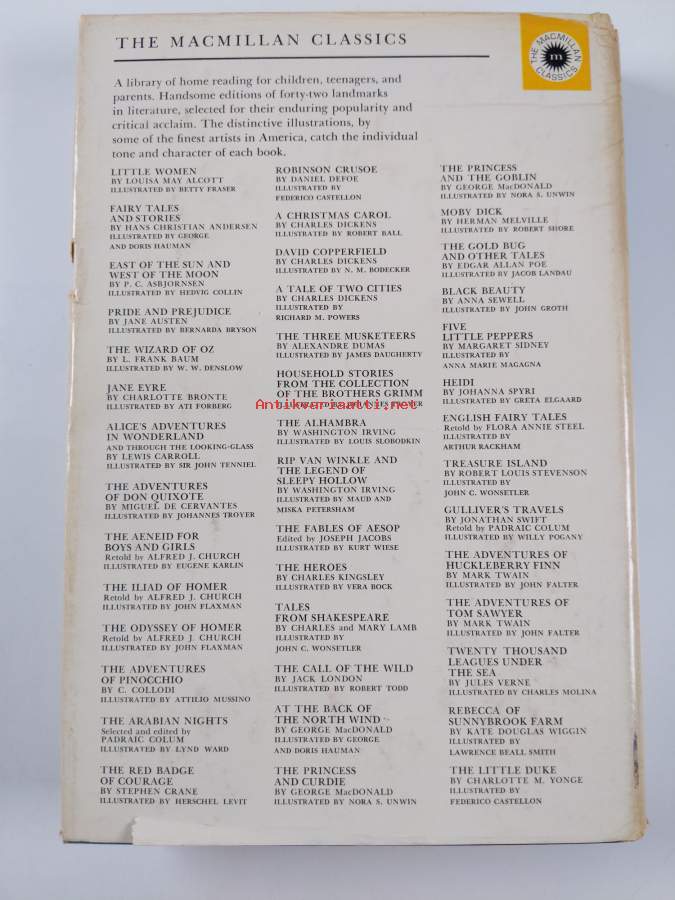 THE MACMILLAN CLASSICS
THE MACMILLAN
m
CLASSICS
A library of home reading for children, teenagers, and
parents. Handsome editions of forty-two landmarks
in literature, selected for their enduring popularity and
critical acclaim. The distinctive illustrations, by
some of the finest artists in America, catch the individual
tone and character of each book.
LITTLE WOMEN
BY LOUISA MAY ALCOTT
ILLUSTRATED BY BETTY FRASER
FAIRY TALES
AND STORIES
BY HANS CHRISTIAN ANDERSEN
ILLUSTRATED BY GEORGE
AND DORIS HAUMAN
EAST OF THE SUN AND
WEST OF THE MOON
BY P. C. ASBJORNSEN
ILLUSTRATED BY HEDVIG COLLIN
PRIDE AND PREJUDICE
BY JANE AUSTEN
ILLUSTRATED BY BERNARDA BRYSON
THE WIZARD OF OZ
BY L. FRANK BAUM
ILLUSTRATED BY W. W. DENSLOW
JANE EYRE
BY CHARLOTTE BRONTE
ILLUSTRATED BY ATI FORBERG
ALICE'S ADVENTURES
IN WONDERLAND
AND THROUGH THE LOOKING-GLASS
BY LEWIS CARROLL
ILLUSTRATED BY SIR JOHN TENNIEL
THE ADVENTURES
OF DON QUIXOTE
BY MIGUEL DE CERVANTES
ILLUSTRATED BY JOHANNES TROYER
THE AENEID FOR
BOYS AND GIRLS
Retold by ALFRED J. CHURCH
ILLUSTRATED BY EUGENE KARLIN
THE ILIAD OF HOMER
Retold by ALFRED J. CHURCH
ILLUSTRATED BY JOHN FLAXMAN
THE ODYSSEY OF HOMER
Retold by ALFRED J. CHURCH
ILLUSTRATED BY JOHN FLAXMAN
THE ADVENTURES
OF PINOCCHIO
BY C. COLLODI
ILLUSTRATED BY ATTILIO MUSSINO
THE ARABIAN NIGHTS
Selected and edited by
PADRAIC COLUM
ILLUSTRATED BY LYND WARD
THE RED BADGE
OF COURAGE
BY STEPHEN CRANE
ILLUSTRATED BY HERSCHEL LEVIT
ROBINSON CRUSOE
BY DANIEL DEFOE
ILLUSTRATED BY
FEDERICO CASTELLON
A CHRISTMAS CAROL
BY CHARLES DICKENS
ILLUSTRATED BY ROBERT BALL
DAVID COPPERFIELD
BY CHARLES DICKENS
ILLUSTRATED BY N. M. BODECKER
A TALE OF TWO CITIES
BY CHARLES DICKENS
ILLUSTRATED BY
RICHARD M. POWERS
THE THREE MUSKETEERS
BY ALEXANDRE DUMAS
ILLUSTRATED BY JAMES DAUGHERTY
HOUSEHOLD STORIES
FROM THE COLLECTION
OF THE BROTHERS GRIMM
Antikvariaatti.net
THE ALHAMBRA
BY WASHINGTON IRVING
ILLUSTRATED BY LOUIS SLOBODKIN
RIP VAN WINKLE AND
THE LEGEND OF
SLEEPY HOLLOW
BY WASHINGTON IRVING
ILLUSTRATED BY MAUD AND
MISKA PETERSHAM
THE FABLES OF AESOP
Edited by JOSEPH JACOBS
ILLUSTRATED BY KURT WIESE
THE HEROES
BY CHARLES KINGSLEY
ILLUSTRATED BY VERA BOCK
TALES
FROM SHAKESPEARE
BY CHARLES and MARY LAMB
ILLUSTRATED BY
JOHN C. WONSETLER
THE CALL OF THE WILD
BY JACK LONDON
ILLUSTRATED BY ROBERT TODD
AT THE BACK OF
THE NORTH WIND
BY GEORGE MacDONALD
ILLUSTRATED BY GEORGE
AND DORIS HAUMAN
THE PRINCESS
AND CURDIE
BY GEORGE MacDONALD
ILLUSTRATED BY NORA S. UNWIN
THE PRINCESS
AND THE GOBLIN
BY GEORGE MacDONALD
ILLUSTRATED BY NORA S. UNWIN
MOBY DICK
BY HERMAN MELVILLE
ILLUSTRATED BY ROBERT SHORE
THE GOLD BUG
AND OTHER TALES
BY EDGAR ALLAN POE
ILLUSTRATED BY JACOB LANDAU
BLACK BEAUTY
BY ANNA SEWELL
ILLUSTRATED BY JOHN GROTH
FIVE
LITTLE PEPPERS
BY MARGARET SIDNEY
ILLUSTRATED BY
ANNA MARIE MAGAGNA
HEIDI
BY JOHANNA SPYRI
ILLUSTRATED BY GRETA ELGAARD
ENGLISH FAIRY TALES
Retold by FLORA ANNIE STEEL
ILLUSTRATED BY
ARTHUR RACKHAM
TREASURE ISLAND
BY ROBERT LOUIS STEVENSON
ILLUSTRATED BY
JOHN C. WONSETLER
GULLIVER'S TRAVELS
BY JONATHAN SWIFT
Retold by PADRAIC COLUM
ILLUSTRATED BY WILLY POGANY
THE ADVENTURES OF
HUCKLEBERRY FINN
BY MARK TWAIN
ILLUSTRATED BY JOHN FALTER
THE ADVENTURES OF
TOM SAWYER
BY MARK TWAIN
ILLUSTRATED BY JOHN FALTER
TWENTY THOUSAND
LEAGUES UNDER
THE SEA
BY JULES VERNE
ILLUSTRATED BY CHARLES MOLINA
REBECCA OF
SUNNYBROOK FARM
BY KATE DOUGLAS WIGGIN
ILLUSTRATED BY
LAWRENCE BEALL SMITH
THE LITTLE DUKE
BY CHARLOTTE M. YONGE
ILLUSTRATED BY
FEDERICO CASTELLON